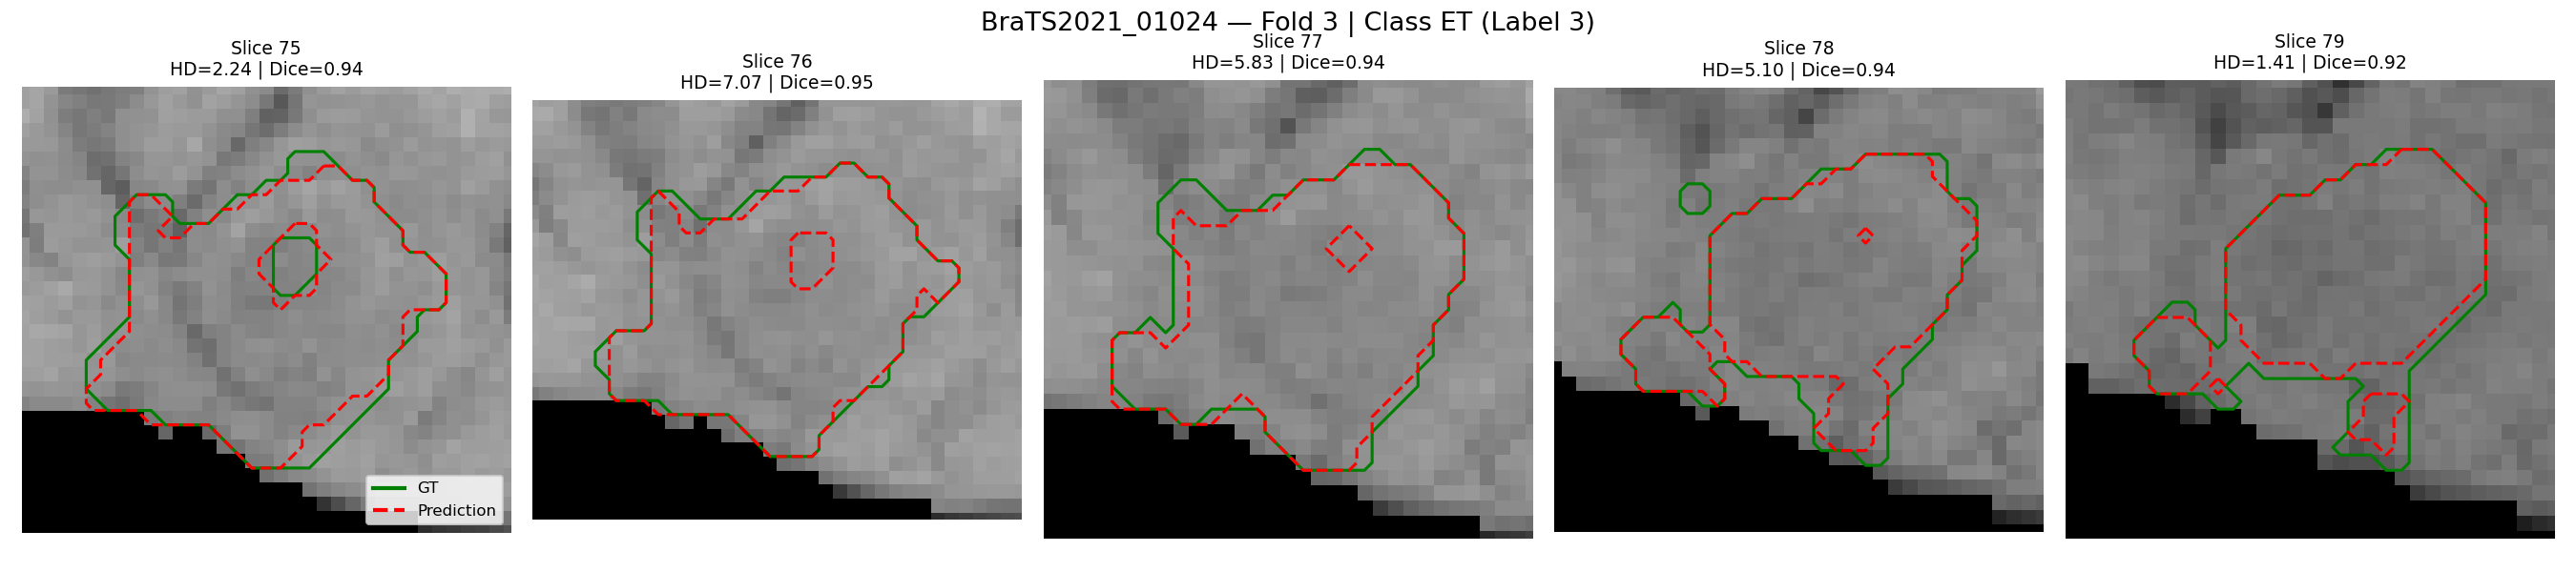 BraTS2021_01024 — Fold 3 | Class ET (Label 3)
Slice 75
HD=2.24 | Dice=0.94
Slice 76
HD=7.07 | Dice=0.95
Slice 77
HD=5.83 | Dice=0.94
Slice 78
HD=5.10 | Dice=0.94
Slice 79
HD=1.41 | Dice=0.92
GT
Prediction